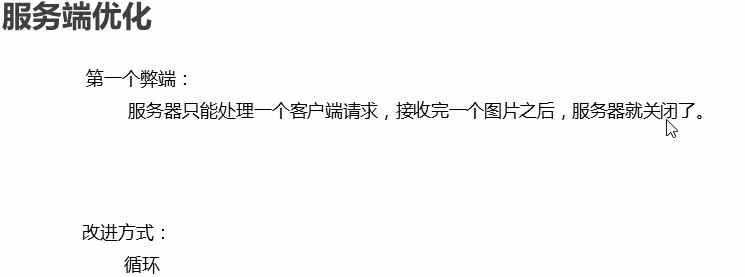 服务端优化
第一个弊端：
服务器只能处理一个客户端请求，接收完一个图片之后，服务器就关闭了。
改进方式：
循环